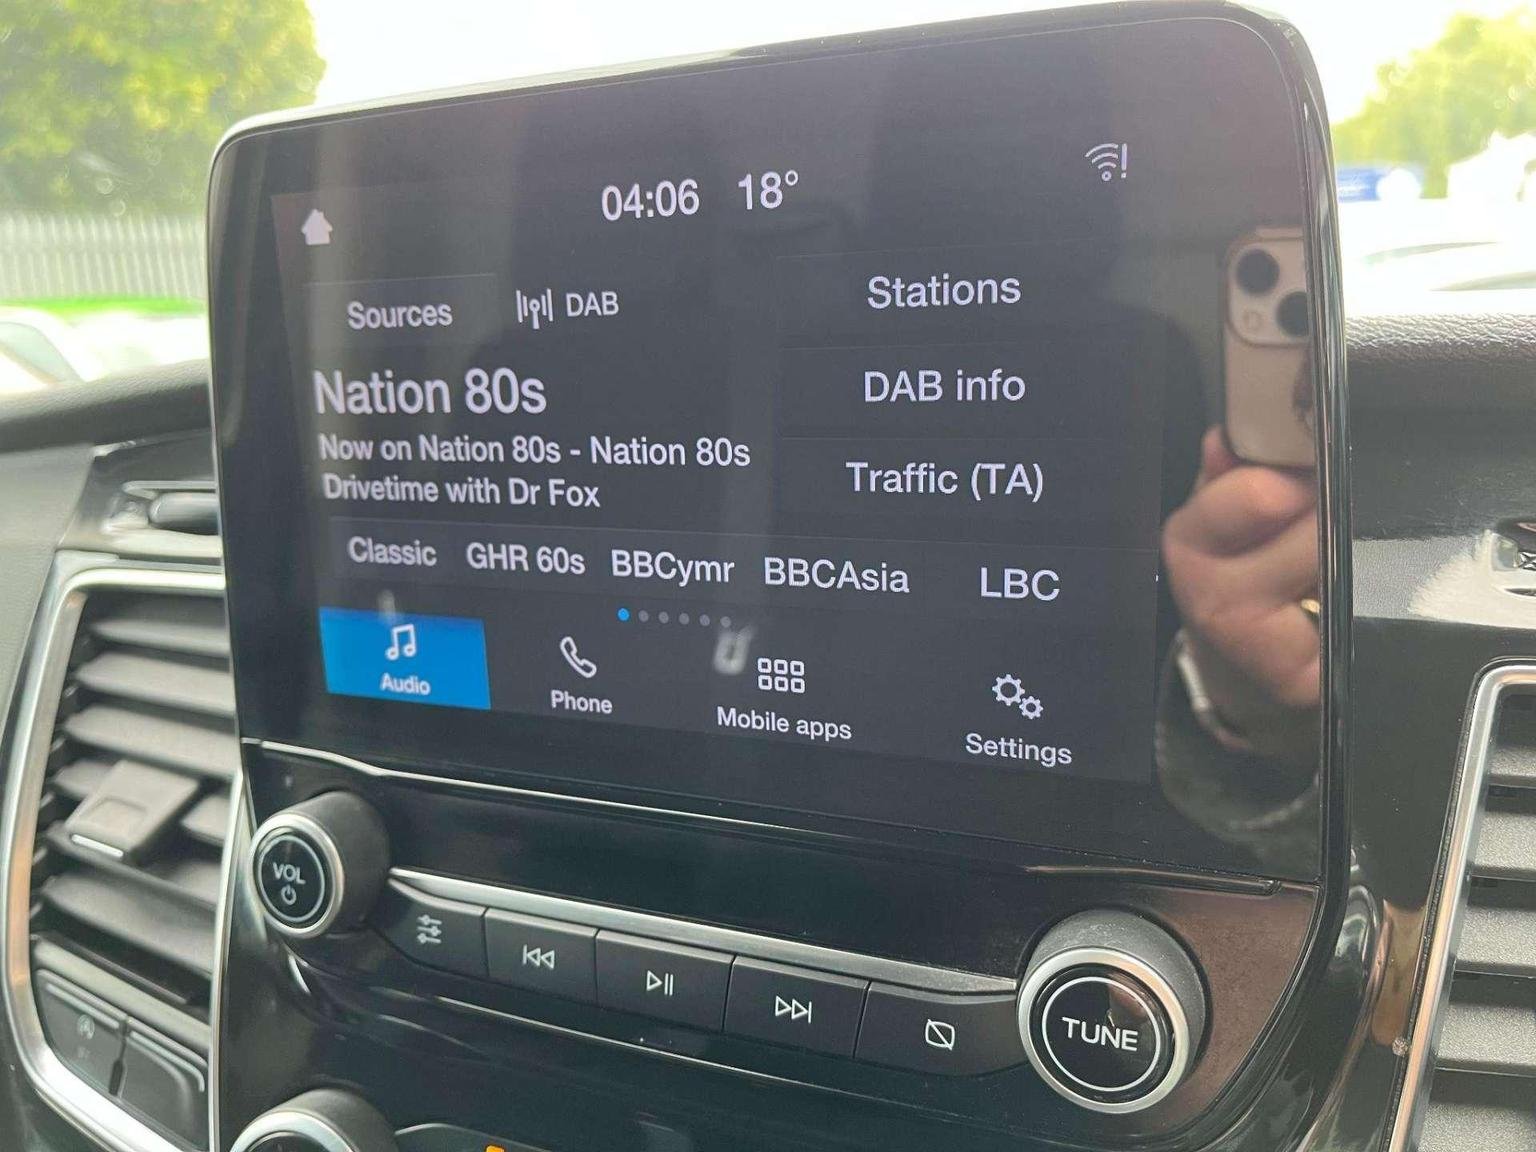 04:06 18°
Sources DAB
Stations
Nation 80s
DAB info
Now on Nation 80s - Nation 80s
Drivetime with Dr Fox
Traffic (TA)
Classic GHR 60s BBCymr BBCAsia LBC
Audio Phone Mobile apps Settings
VOL
TUNE